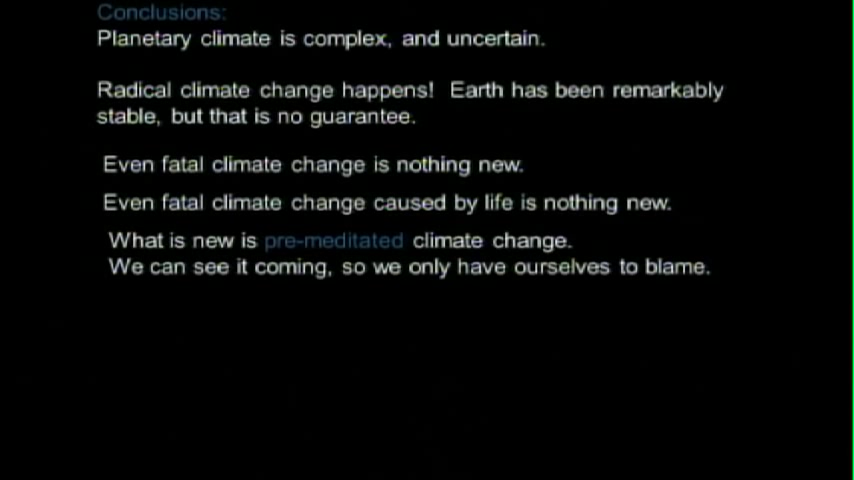 Conclusions:
Planetary climate is complex, and uncertain.
Radical climate change happens! Earth has been remarkably
stable, but that is no guarantee.
Even fatal climate change is nothing new.
Even fatal climate change caused by life is nothing new.
What is new is pre-meditated climate change.
We can see it coming, so we only have ourselves to blame.